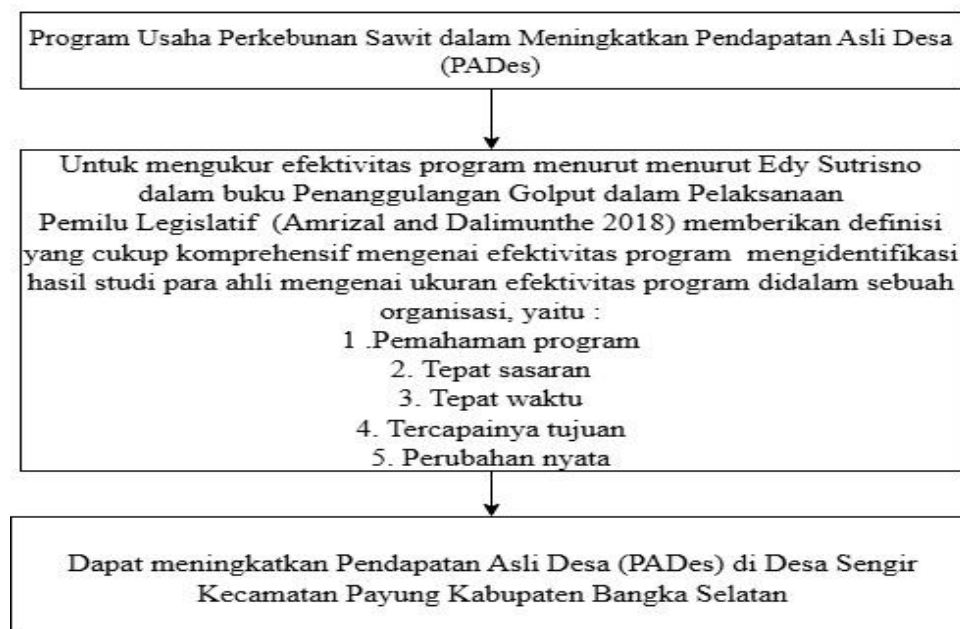 Program Usaha Perkebunan Sawit dalam Meningkatkan Pendapatan Asli Desa
(PADes)
Untuk mengukur efektivitas program menurut menurut Edy Sutrisno
dalam buku Penanggulangan Golput dalam Pelaksanaan
Pemilu Legislatif (Amrizal and Dalimunthe 2018) memberikan definisi
yang cukup komprehensif mengenai efektivitas program mengidentifikasi
hasil studi para ahli mengenai ukuran efektivitas program didalam sebuah
organisasi, yaitu :
1 .Pemahaman program
2. Tepat sasaran
3. Tepat waktu
4. Tercapainya tujuan
5. Perubahan nyata
Dapat meningkatkan Pendapatan Asli Desa (PADes) di Desa Sengir
Kecamatan Payung Kabupaten Bangka Selatan